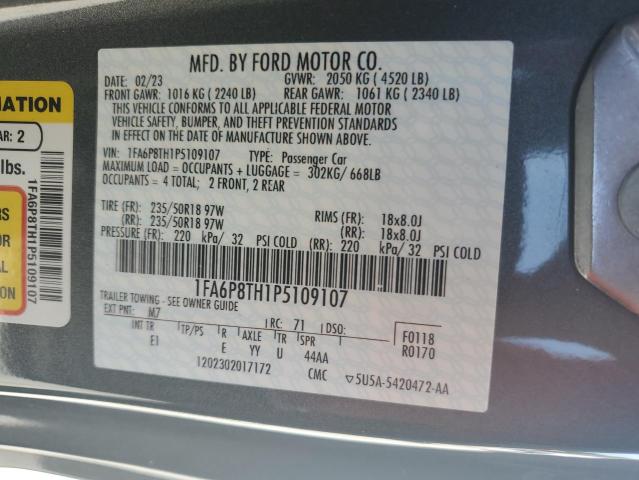 MFD. BY FORD MOTOR CO.
DATE: 02/23 GVWR: 2050 KG ( 4520 LB)
FRONT GAWR: 1016 KG ( 2240 LB) REAR GAWR: 1061 KG ( 2340 LB)
THIS VEHICLE CONFORMS TO ALL APPLICABLE FEDERAL MOTOR
VEHICLE SAFETY, BUMPER, AND THEFT PREVENTION STANDARDS
IN EFFECT ON THE DATE OF MANUFACTURE SHOWN ABOVE.
VIN: 1FA6P8TH1P5109107 TYPE: Passenger Car
MAXIMUM LOAD = OCCUPANTS + LUGGAGE = 302KG/ 668LB
OCCUPANTS = 4 TOTAL; 2 FRONT, 2 REAR
TIRE (FR): 235/50R18 97W RIMS (FR): 18x8.0J
(RR): 235/50R18 97W (RR): 18x8.0J
PRESSURE (FR): 220 kPa/ 32 PSI COLD (RR): 220 kPa/ 32 PSI COLD
1FA6P8TH1P5109107
TRAILER TOWING - SEE OWNER GUIDE
EXT PNT: M7 RC: 71 DSO:
INT TR TP/PS R AXLE TR SPR
EI E YY U 44AA
F0118
R0170
1202302017172 CMC 5U5A-5420472-AA
MATION
AR: 2
lbs.
RS
OR
AL
ON
1FA6P8TH1P5109107